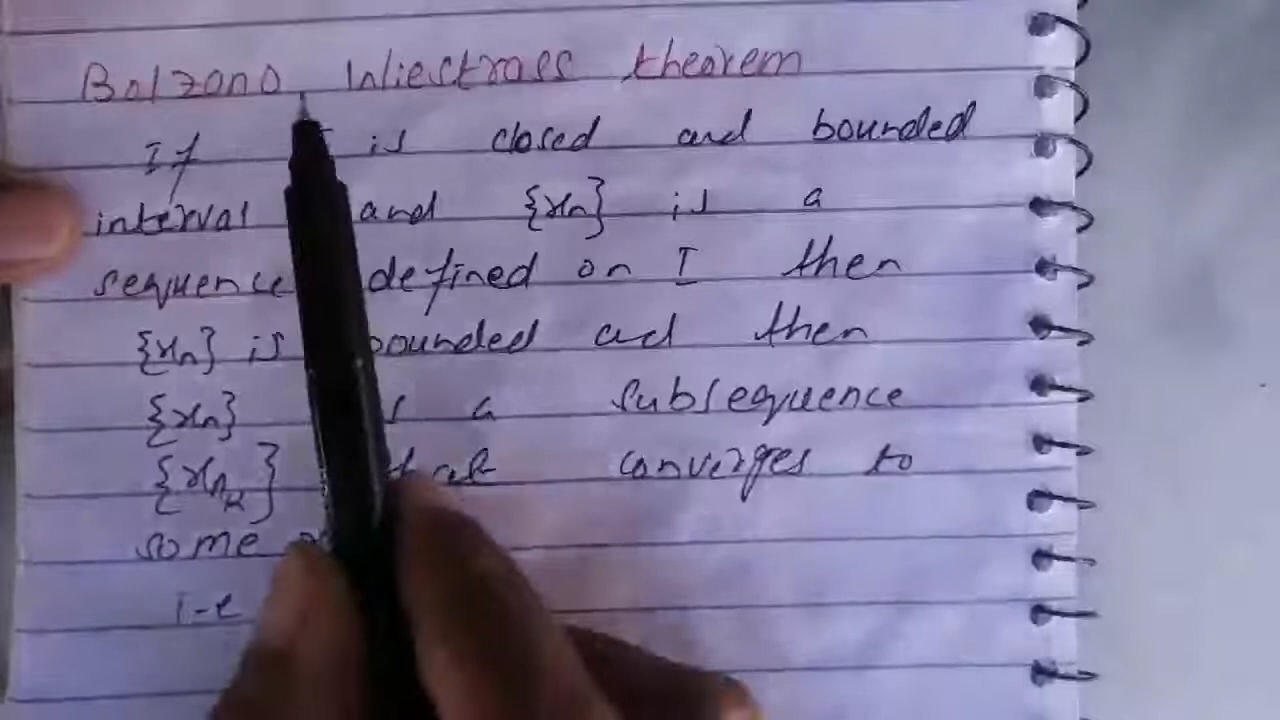 Bolzano Wiestrass theorem
If is closed and bounded
interval and {xn} is a
sequence defined on I then
{xn} is bounded ad then
{xn} a subsequence
{xnk} converges to
some
i-e